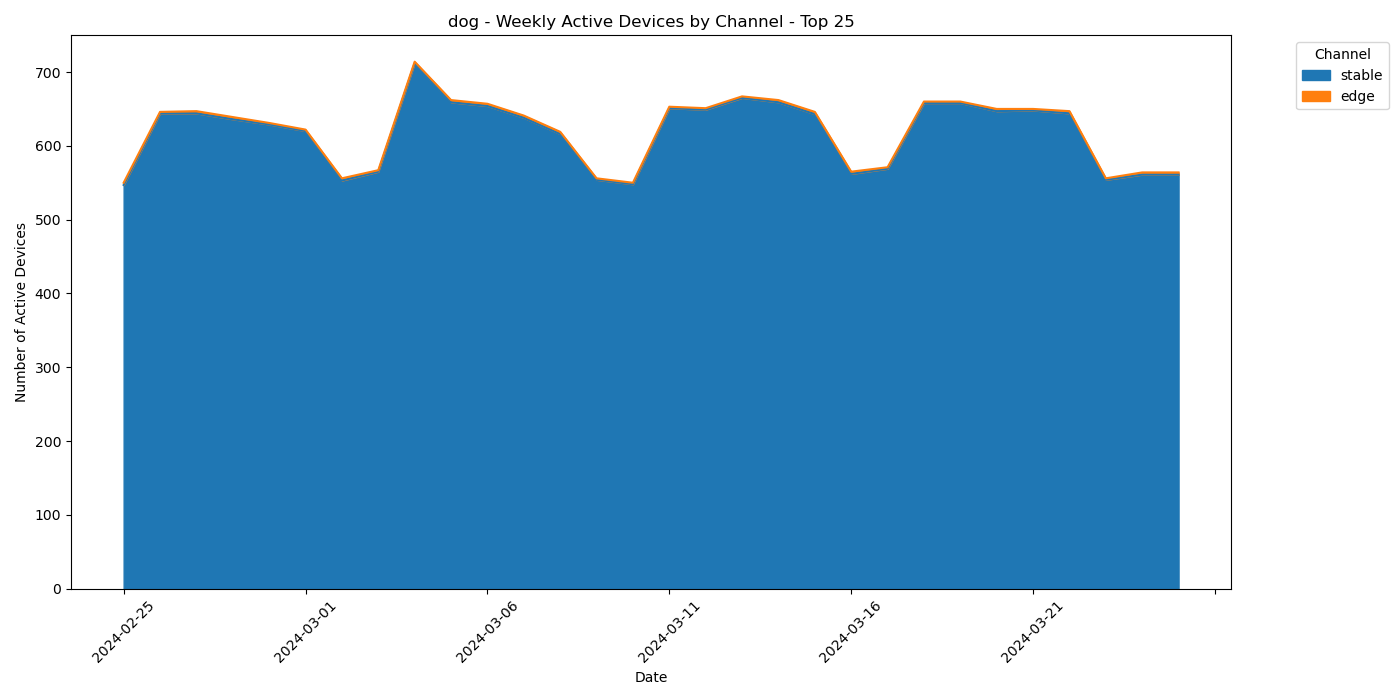 dog - Weekly Active Devices by Channel - Top 25
Channel
stable
edge
Number of Active Devices
700
600
500
400
300
200
100
0
2024-02-25
2024-03-01
2024-03-06
2024-03-11
2024-03-16
2024-03-21
Date